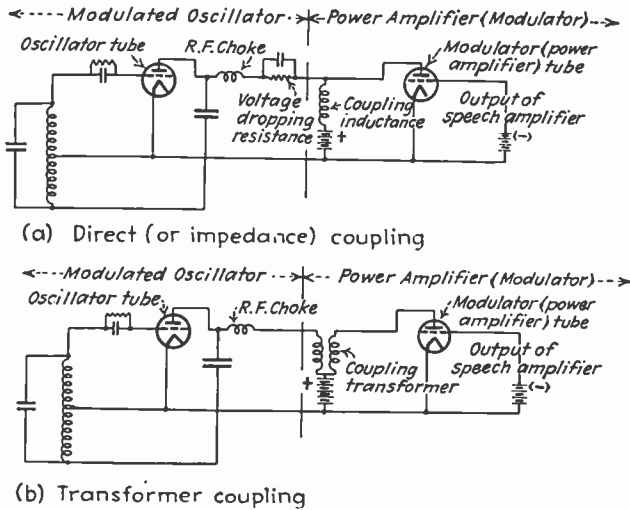 Modulated Oscillator Power Amplifier (Modulator)
Oscillator tube
R.F. Choke
Modulator (power
amplifier) tube
Voltage
dropping
resistance
Coupling
inductance
+
Output of
speech amplifier
(-)
(a) Direct (or impedance) coupling
Modulated Oscillator Power Amplifier (Modulator)
Oscillator tube
R.F. Choke
Modulator (power
amplifier) tube
+
Coupling
transformer
Output of
speech amplifier
(-)
(b) Transformer coupling